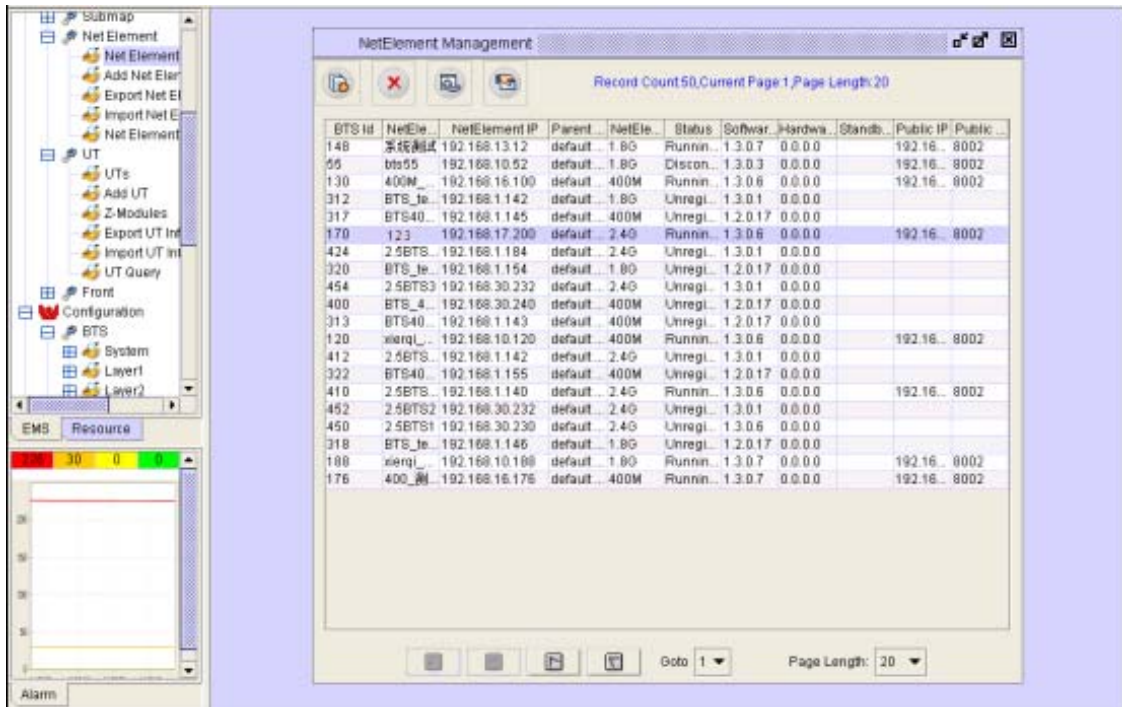 Submap
Net Element
Net Element
Add Net Eler
Export Net El
Import Net E
Net Element
UT
UTs
Add UT
Z-Modules
Export UT Inf
Import UT Inf
UT Query
Front
Configuration
BTS
System
Layer1
Layer2
EMS Resource
30 0 0
Alarm
NetElement Management
Record Count:50,Current Page:1,Page Length:20
BTS Id NetEle... NetElement IP Parent... NetEle... Status Softwar... Hardwa... Standb... Public IP Public ...
148 系统测试 192.168.13.12 default... 1.8G Runnin... 1.3.0.7 0.0.0.0 192.16... 8002
55 bts55 192.168.10.52 default... 1.8G Discon... 1.3.0.3 0.0.0.0 192.16... 8002
130 400M_... 192.168.16.100 default... 400M Runnin... 1.3.0.6 0.0.0.0 192.16... 8002
312 BTS_te... 192.168.1.142 default... 1.8G Unregi... 1.3.0.1 0.0.0.0
317 BTS40... 192.168.1.145 default... 400M Unregi... 1.2.0.17 0.0.0.0
170 123 192.168.17.200 default... 2.4G Runnin... 1.3.0.6 0.0.0.0 192.16... 8002
424 2.5BTS... 192.168.1.184 default... 2.4G Unregi... 1.3.0.1 0.0.0.0
320 BTS_te... 192.168.1.154 default... 1.8G Unregi... 1.2.0.17 0.0.0.0
454 2.5BTS3 192.168.30.232 default... 2.4G Unregi... 1.3.0.1 0.0.0.0
400 BTS_4... 192.168.30.240 default... 400M Unregi... 1.2.0.17 0.0.0.0
313 BTS40... 192.168.1.143 default... 400M Unregi... 1.2.0.17 0.0.0.0
120 xierqi_... 192.168.10.120 default... 400M Runnin... 1.3.0.6 0.0.0.0 192.16... 8002
412 2.5BTS... 192.168.1.142 default... 2.4G Unregi... 1.3.0.1 0.0.0.0
322 BTS40... 192.168.1.155 default... 400M Unregi... 1.2.0.17 0.0.0.0
410 2.5BTS... 192.168.1.140 default... 2.4G Runnin... 1.3.0.6 0.0.0.0 192.16... 8002
452 2.5BTS2 192.168.30.232 default... 2.4G Unregi... 1.3.0.1 0.0.0.0
450 2.5BTS1 192.168.30.230 default... 2.4G Unregi... 1.3.0.6 0.0.0.0
318 BTS_te... 192.168.1.146 default... 1.8G Unregi... 1.2.0.17 0.0.0.0
188 xierqi_... 192.168.10.188 default... 1.8G Runnin... 1.3.0.7 0.0.0.0 192.16... 8002
176 400_测... 192.168.16.176 default... 400M Runnin... 1.3.0.7 0.0.0.0 192.16... 8002
Goto 1 Page Length: 20